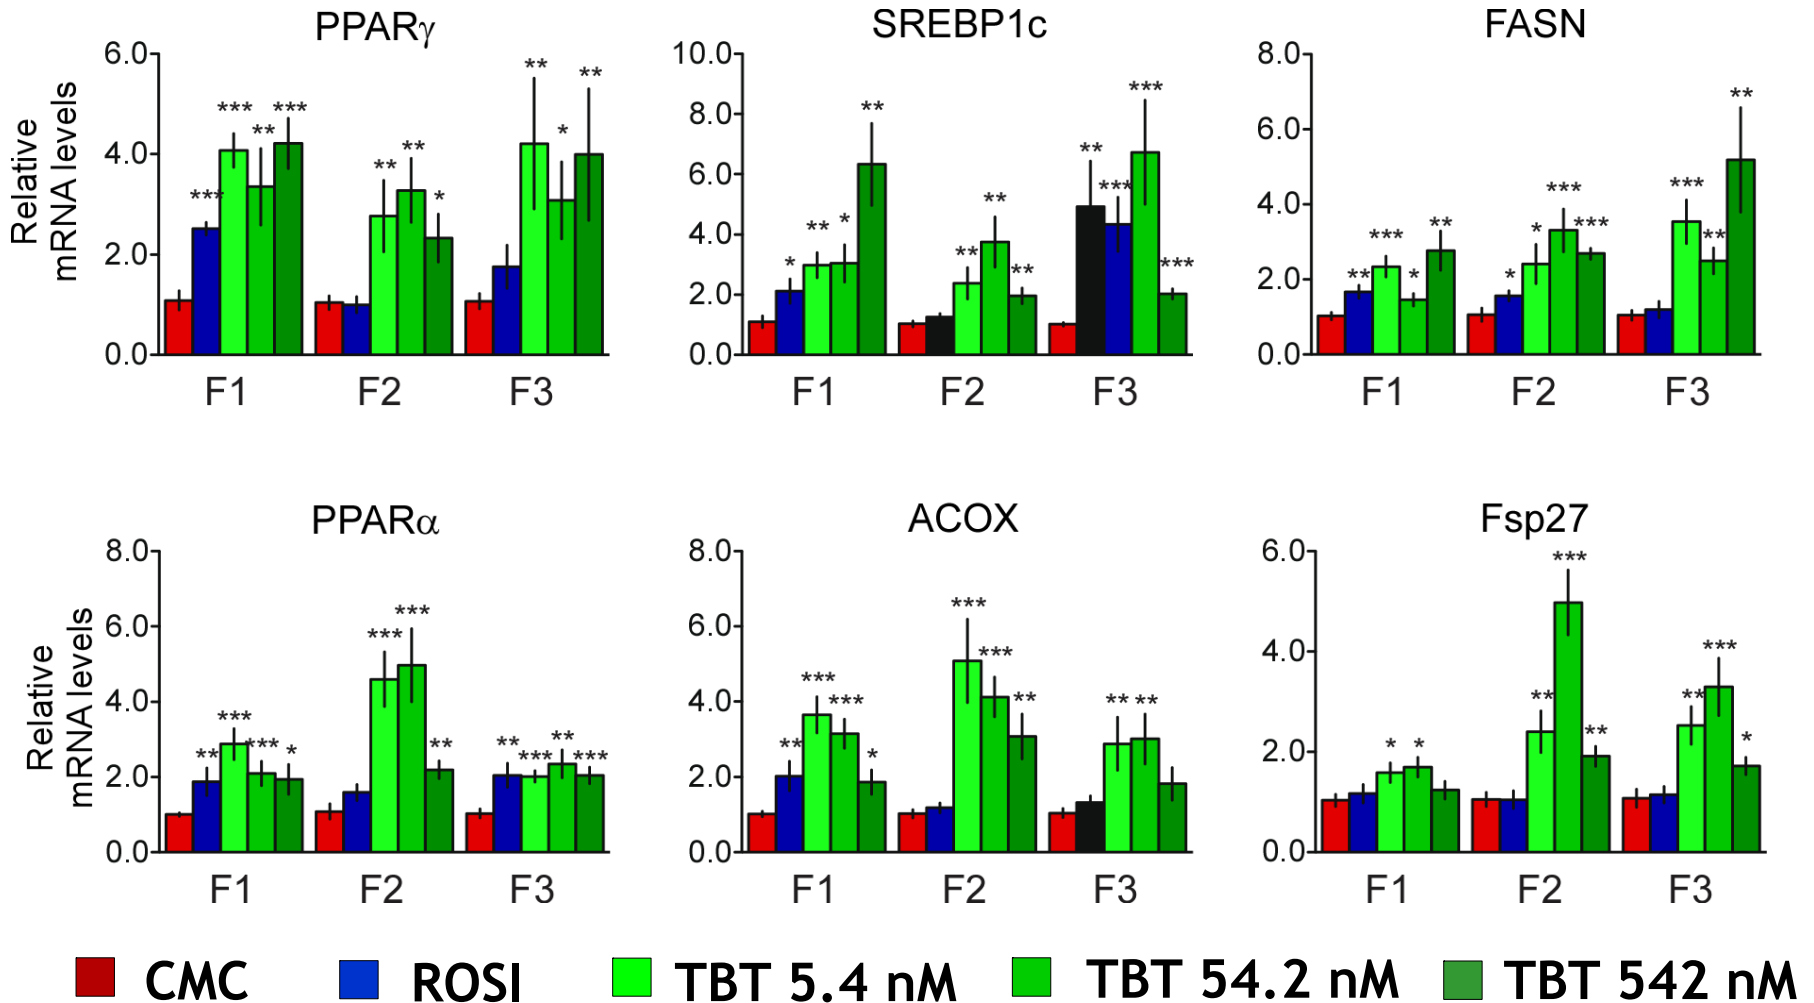 PPARγ
Relative
mRNA levels
6.0
4.0
2.0
0.0
*** *** ** ***
** ** *
** * **
F1 F2 F3
SREBP1c
10.0
8.0
6.0
4.0
2.0
0.0
* ** * **
** ** **
** *** *** ***
F1 F2 F3
FASN
8.0
6.0
4.0
2.0
0.0
** *** * **
* * *** ***
*** ** **
F1 F2 F3
PPARα
Relative
mRNA levels
8.0
6.0
4.0
2.0
0.0
** *** *** *
*** *** **
** *** ** ***
F1 F2 F3
ACOX
8.0
6.0
4.0
2.0
0.0
** *** *** *
*** *** **
** **
F1 F2 F3
Fsp27
6.0
4.0
2.0
0.0
* *
** *** **
** *** *
F1 F2 F3
CMC ROSI TBT 5.4 nM TBT 54.2 nM TBT 542 nM